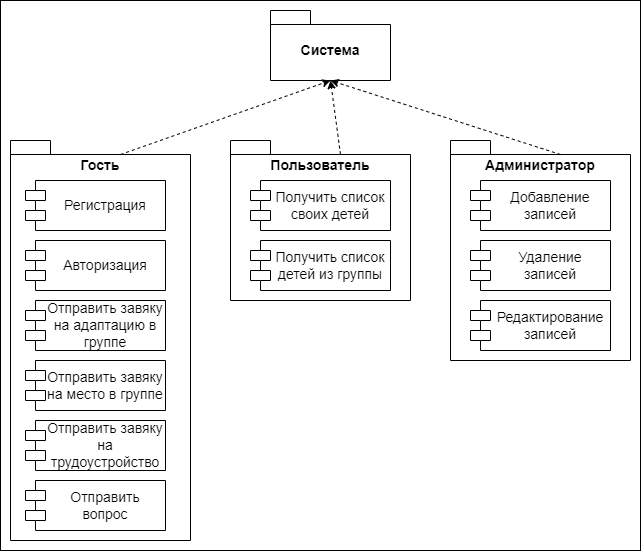 Система
Гость
Регистрация
Авторизация
Отправить завяку
на адаптацию в
группе
Отправить завяку
на место в группе
Отправить завяку
на
трудоустройство
Отправить
вопрос
Пользователь
Получить список
своих детей
Получить список
детей из группы
Администратор
Добавление
записей
Удаление
записей
Редактирование
записей